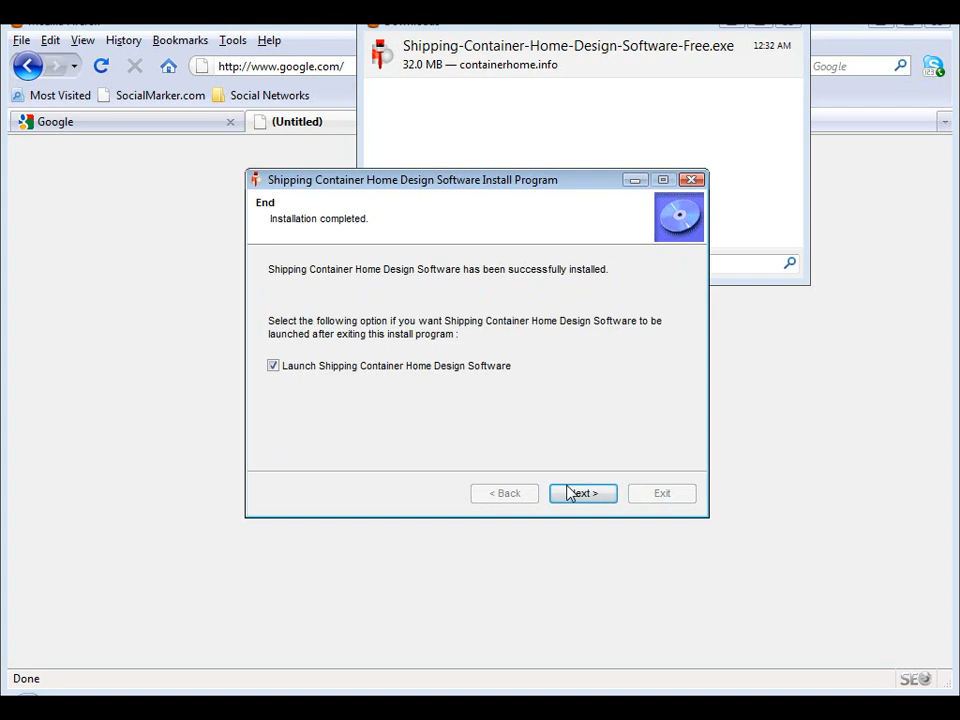 File Edit View History Bookmarks Tools Help
Shipping-Container-Home-Design-Software-Free.exe 12:32 AM
32.0 MB — containerhome.info
http://www.google.com/
Google
Most Visited SocialMarker.com Social Networks
Google (Untitled)
Shipping Container Home Design Software Install Program
End
Installation completed.
Shipping Container Home Design Software has been successfully installed.
Select the following option if you want Shipping Container Home Design Software to be
launched after exiting this install program :
Launch Shipping Container Home Design Software
< Back Next > Exit
Done